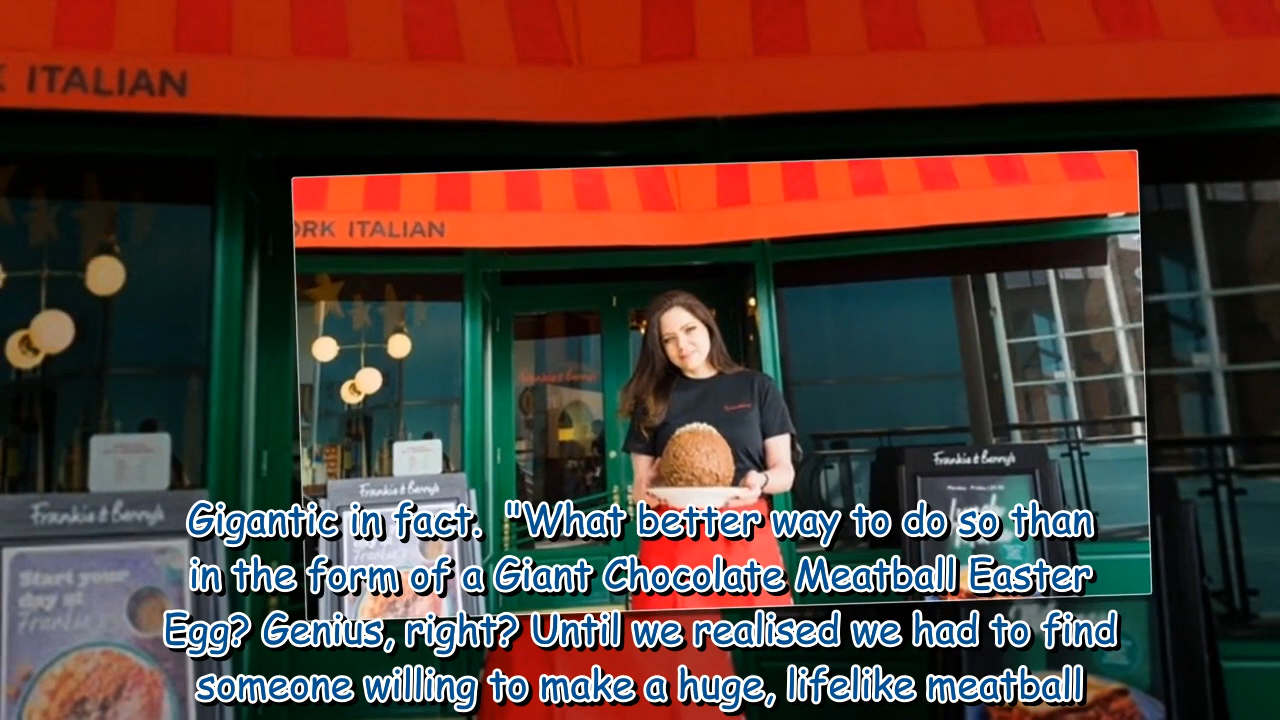 ITALIAN
ORK ITALIAN
Frankie & Benny's
Frankie & Benny's
Frankie & Benny's
Frankie & Benny's
Start your
day at
Frankie's
Gigantic in fact. "What better way to do so than
in the form of a Giant Chocolate Meatball Easter
Egg? Genius, right? Until we realised we had to find
someone willing to make a huge, lifelike meatball